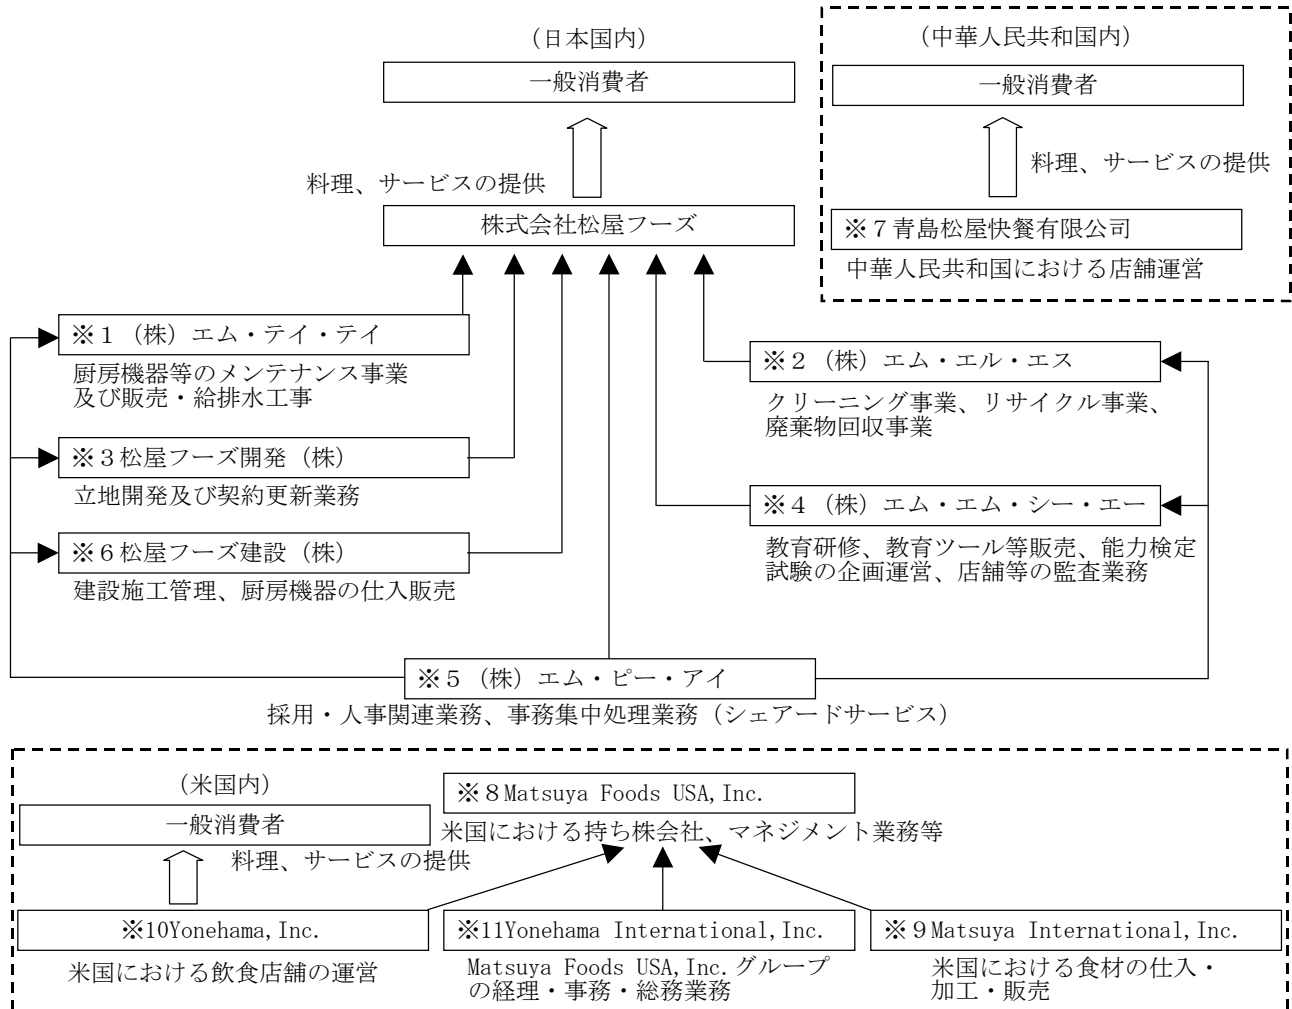 （日本国内）
一般消費者
料理、サービスの提供
株式会社松屋フーズ
（中華人民共和国内）
一般消費者
料理、サービスの提供
※７青島松屋快餐有限公司
中華人民共和国における店舗運営
※１（株）エム・テイ・テイ
厨房機器等のメンテナンス事業
及び販売・給排水工事
※２（株）エム・エル・エス
クリーニング事業、リサイクル事業、
廃棄物回収事業
※３松屋フーズ開発（株）
立地開発及び契約更新業務
※４（株）エム・エム・シー・エー
教育研修、教育ツール等販売、能力検定
試験の企画運営、店舗等の監査業務
※６松屋フーズ建設（株）
建設施工管理、厨房機器の仕入販売
※５（株）エム・ピー・アイ
採用・人事関連業務、事務集中処理業務（シェアードサービス）
（米国内）
一般消費者
料理、サービスの提供
※８Matsuya Foods USA,Inc.
米国における持ち株会社、マネジメント業務等
※10Yonehama,Inc.
米国における飲食店舗の運営
※11Yonehama International,Inc.
Matsuya Foods USA,Inc.グループ
の経理・事務・総務業務
※９Matsuya International,Inc.
米国における食材の仕入・
加工・販売